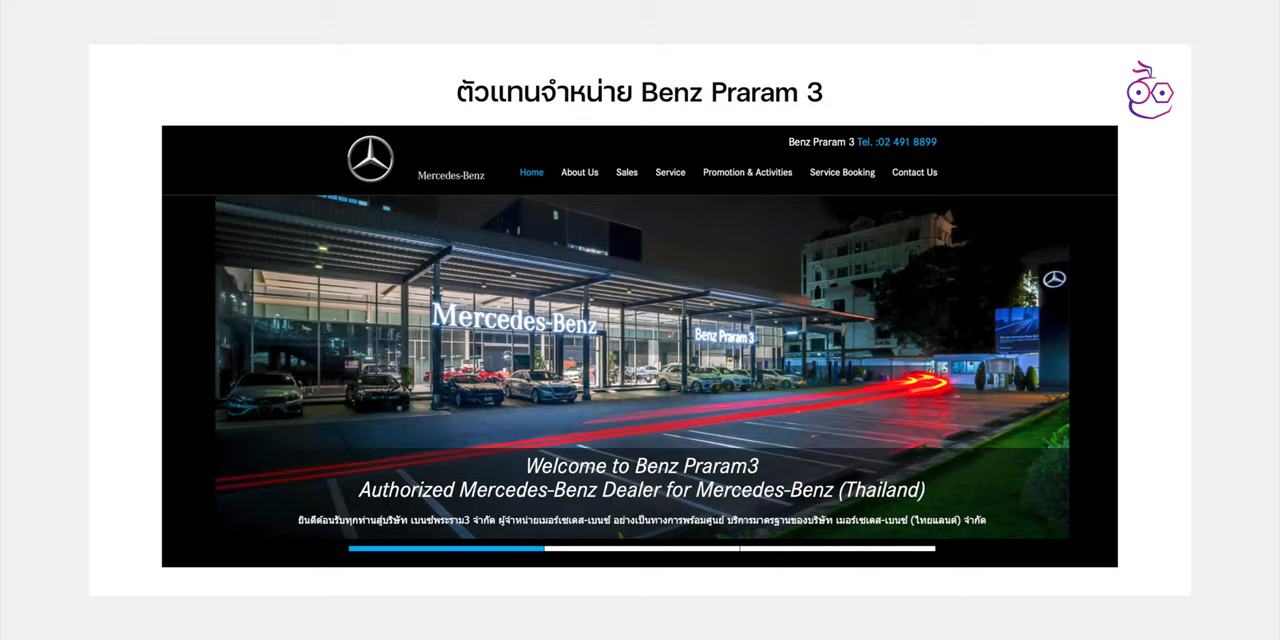 ตัวแทนจำหน่าย Benz Praram 3
Benz Praram 3 Tel. :02 491 8899
Mercedes-Benz
Home About Us Sales Service Promotion & Activities Service Booking Contact Us
Mercedes-Benz
Benz Praram 3
Welcome to Benz Praram3
Authorized Mercedes-Benz Dealer for Mercedes-Benz (Thailand)
ยินดีต้อนรับทุกท่านสู่บริษัท เบนซ์พระราม3 จำกัด ผู้จำหน่ายเมอร์เซเดส-เบนซ์ อย่างเป็นทางการพร้อมศูนย์ บริการมาตรฐานของบริษัท เมอร์เซเดส-เบนซ์ (ไทยแลนด์) จำกัด